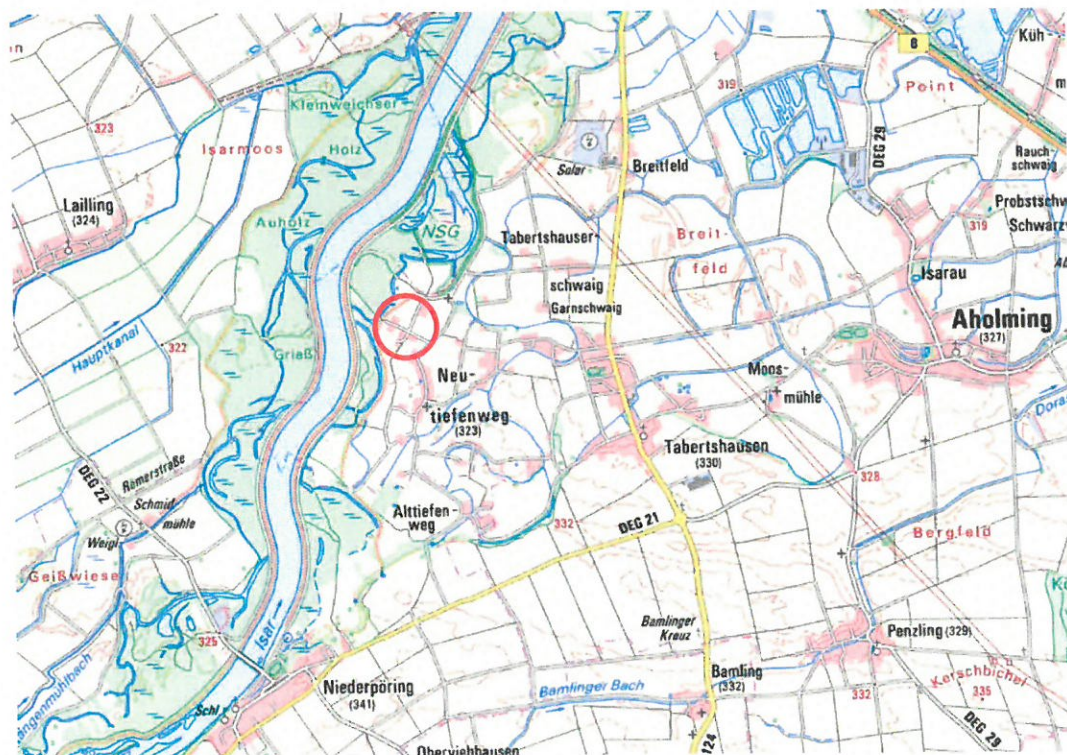 8
Küh
Kleinweichser
319
Point
323
Holz
Isarmoos
DEG 29
Solar
Breitfeld
Rauch-
schwaig
Lailling
(324)
Auholz
NSG
Probstschw
319
Schwarz
Tabertshauser-
Breit-
schwaig
feld
Isarau
Garnschwaig
Hauptkanal
322
Grieß
Aholming
(327)
Neu-
Moos-
mühle
tiefenweg
(323)
Tabertshausen
(330)
DEG 22
Römerstraße
Schmid-
mühle
328
Alttiefen-
weg
332
DEG 21
Weigl
Bergfeld
Geißwiese
Isar
Bamlinger
Kreuz
325
Penzling (329)
Niederpöring
(341)
Bamling
(332)
332
Kerschbichel
335
angenmühlbach
Schl
Bamlinger Bach
DEG 29
124
Oberviehhausen